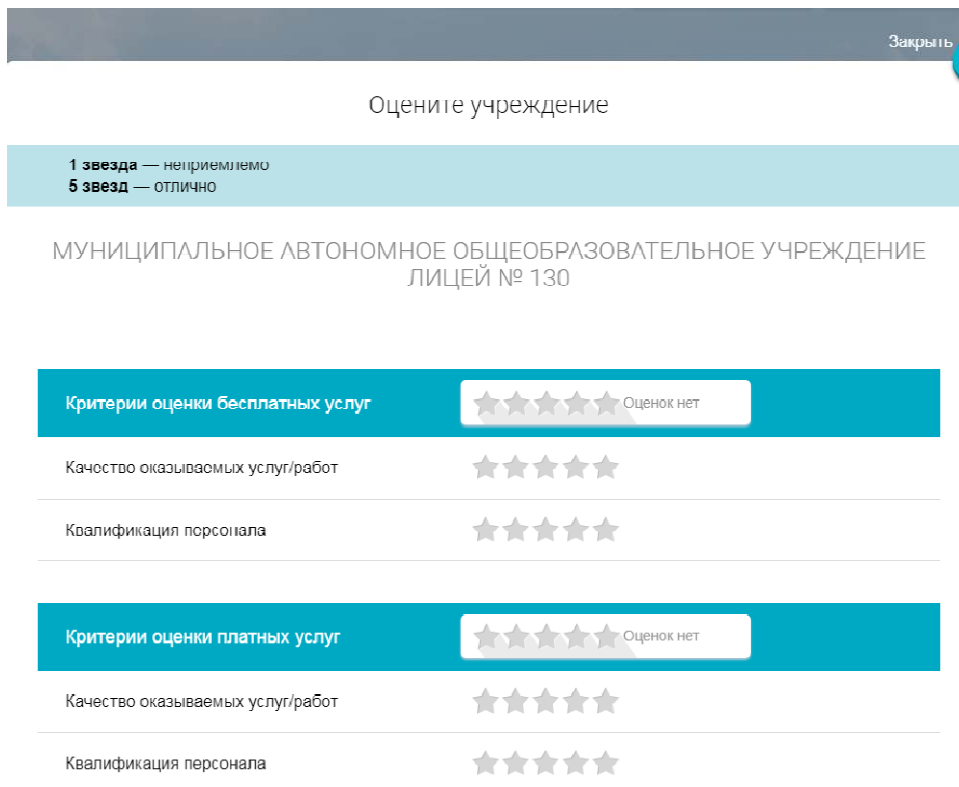 Закрыть
Оцените учреждение
1 звезда — неприемлемо
5 звезд — отлично
МУНИЦИПАЛЬНОЕ АВТОНОМНОЕ ОБЩЕОБРАЗОВАТЕЛЬНОЕ УЧРЕЖДЕНИЕ
ЛИЦЕЙ № 130
Критерии оценки бесплатных услуг Оценок нет
Качество оказываемых услуг/работ
Квалификация персонала
Критерии оценки платных услуг Оценок нет
Качество оказываемых услуг/работ
Квалификация персонала